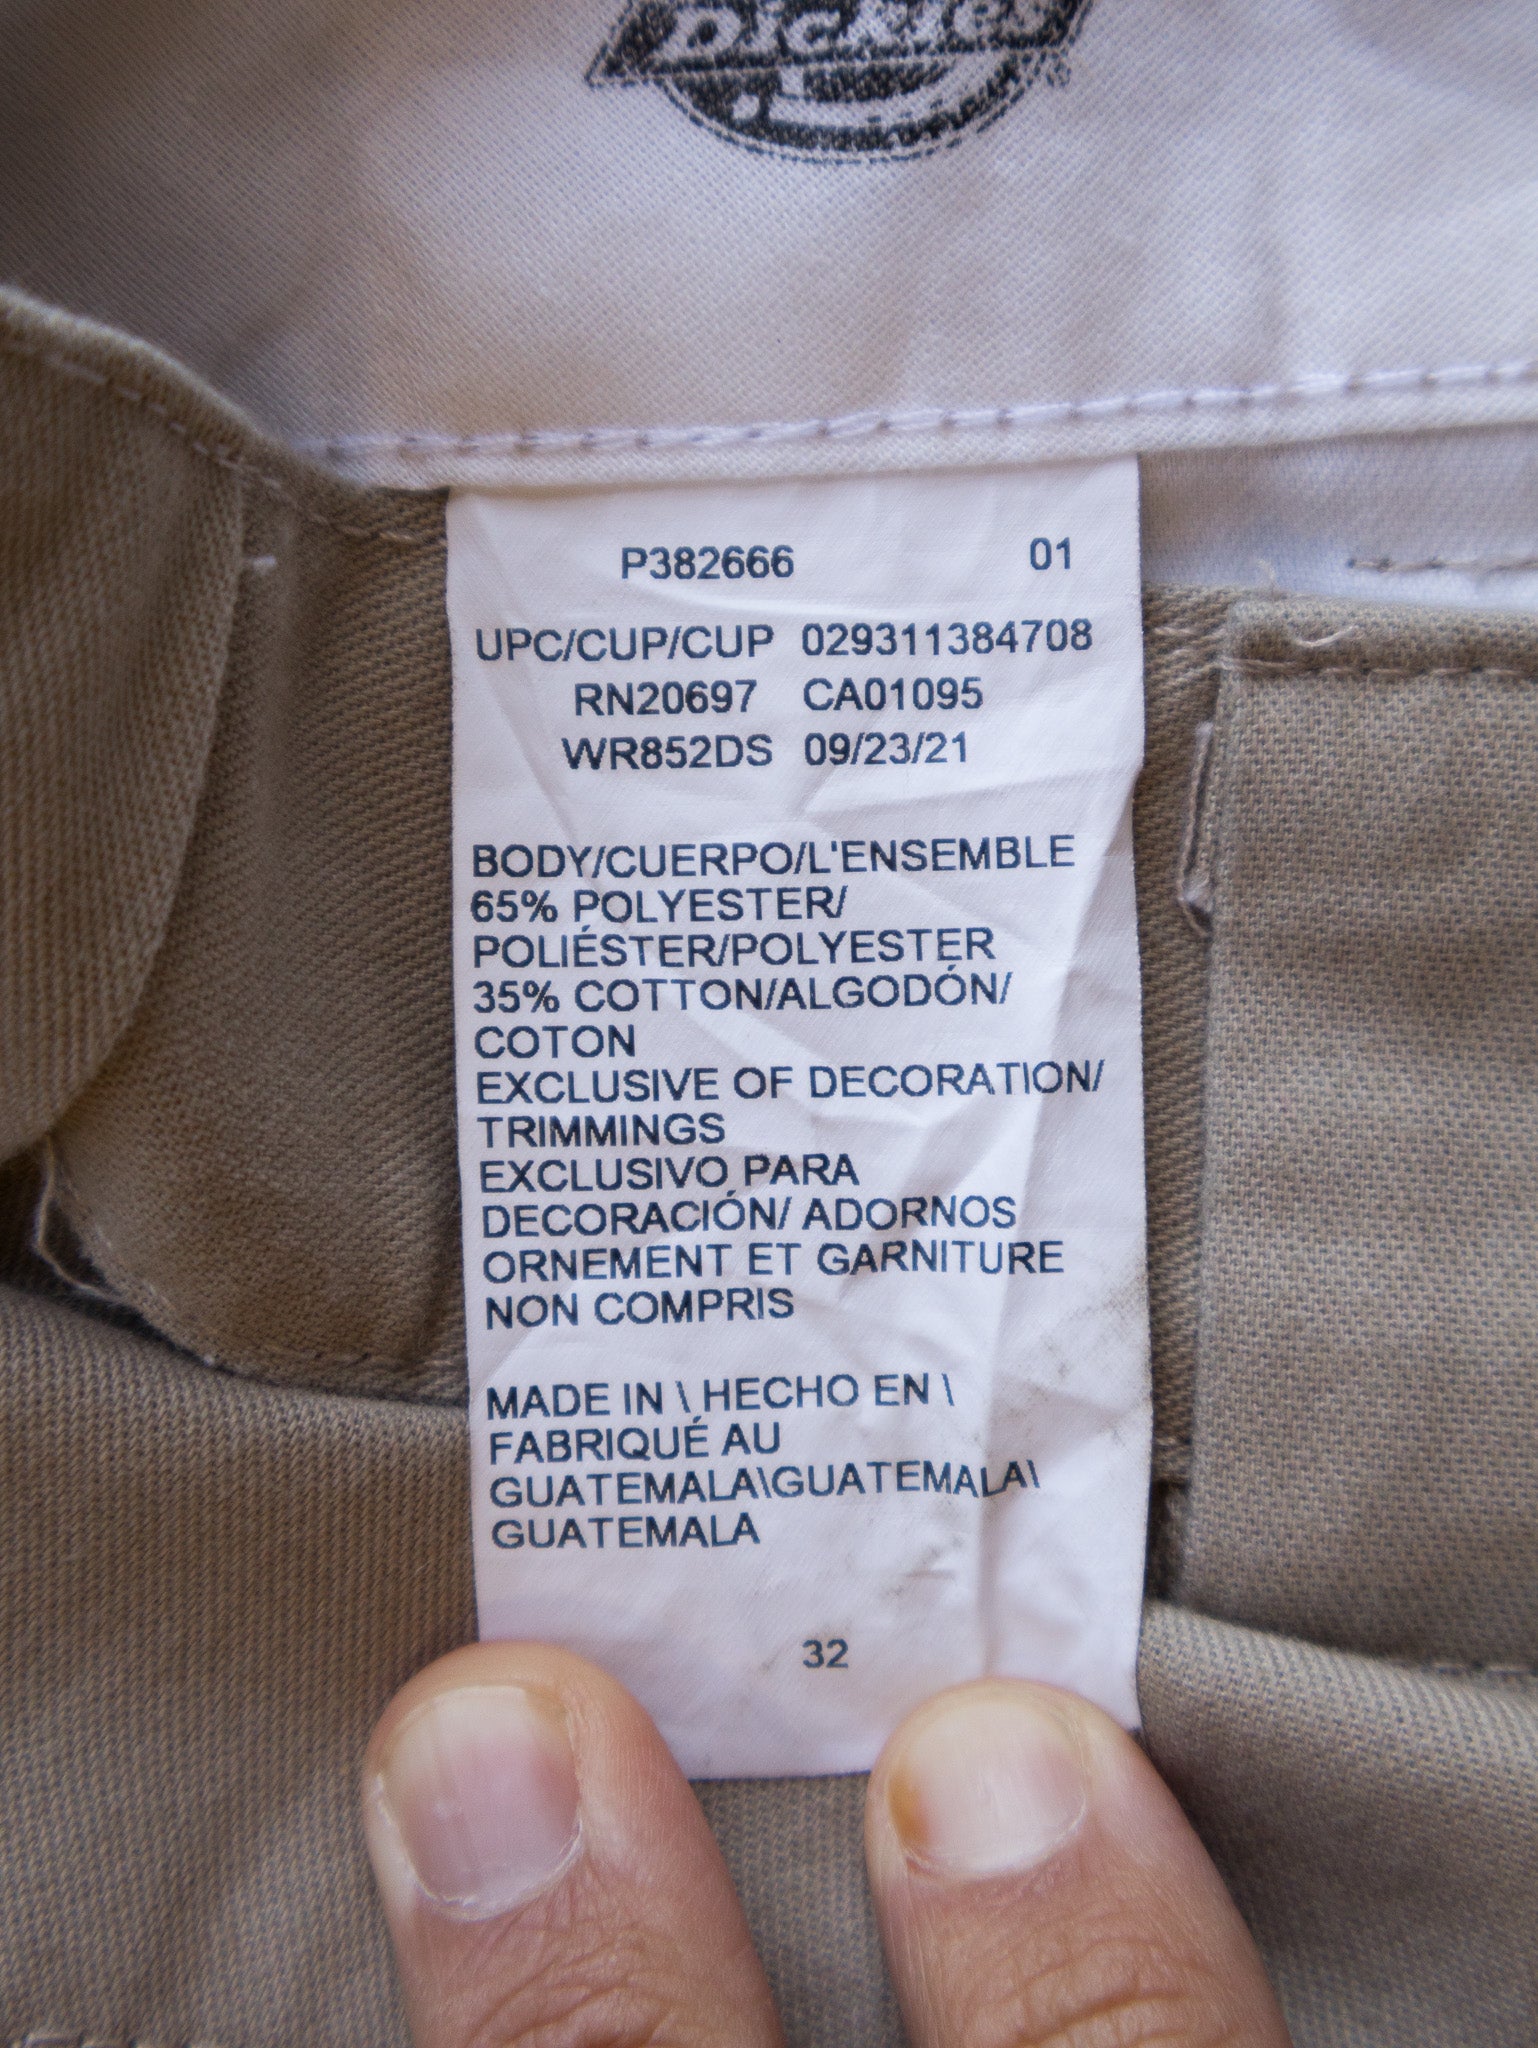 Dickies
P382666 01
UPC/CUP/CUP 029311384708
RN20697 CA01095
WR852DS 09/23/21
BODY/CUERPO/L'ENSEMBLE
65% POLYESTER/
POLIÉSTER/POLYESTER
35% COTTON/ALGODÓN/
COTON
EXCLUSIVE OF DECORATION/
TRIMMINGS
EXCLUSIVO PARA
DECORACIÓN/ ADORNOS
ORNEMENT ET GARNITURE
NON COMPRIS
MADE IN \ HECHO EN \
FABRIQUÉ AU
GUATEMALA\GUATEMALA\
GUATEMALA
32